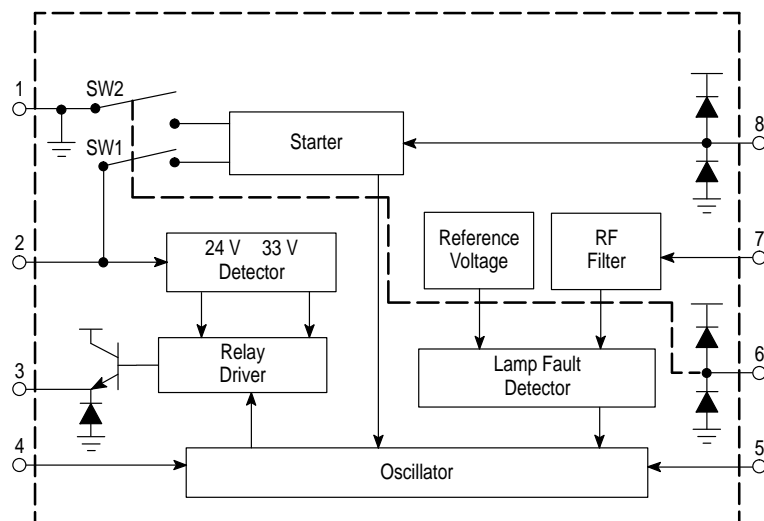 1
SW2
Starter
8
SW1
2
24 V 33 V
Detector
Reference
Voltage
RF
Filter
7
3
Relay
Driver
Lamp Fault
Detector
6
4
Oscillator
5